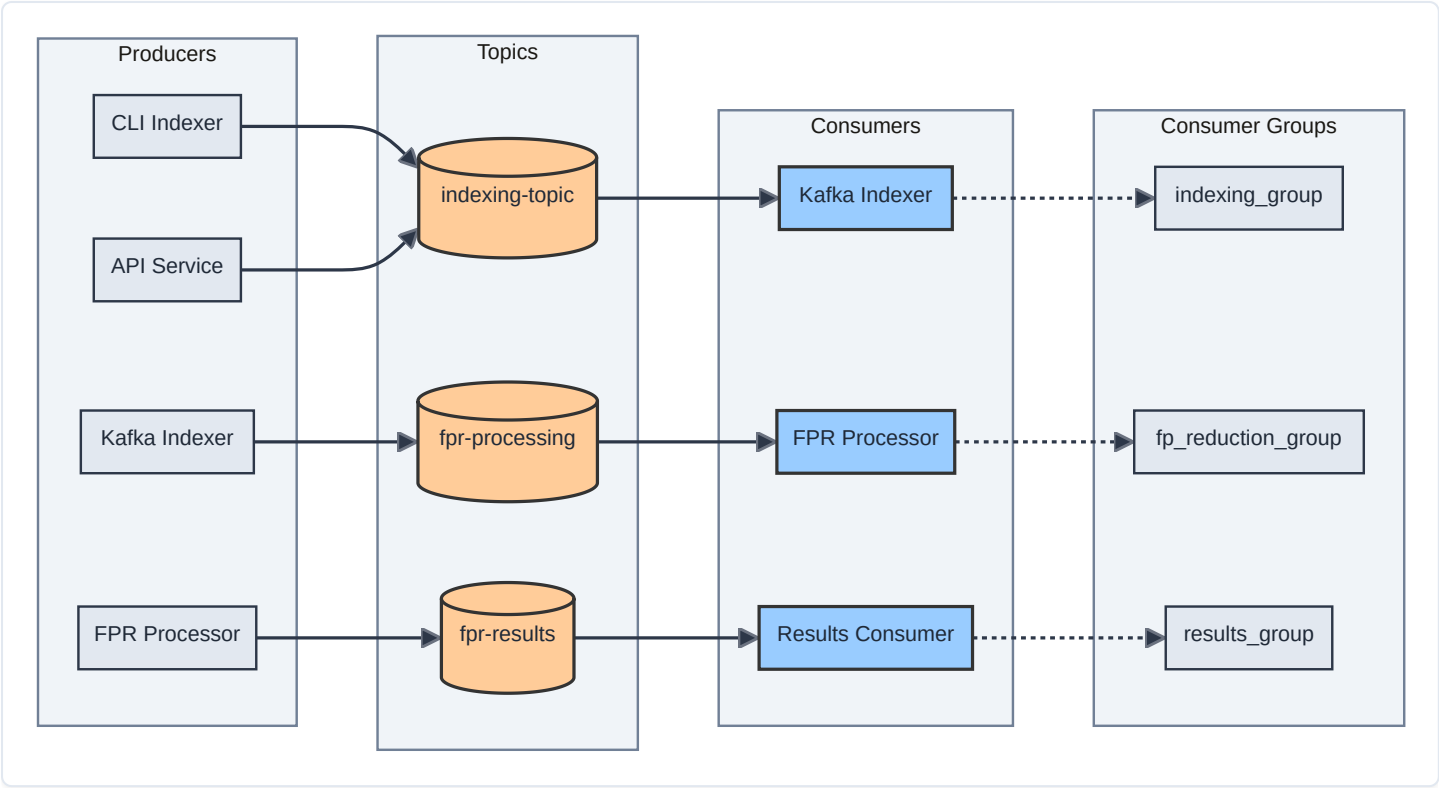 Producers
CLI Indexer
API Service
Kafka Indexer
FPR Processor
Topics
indexing-topic
fpr-processing
fpr-results
Consumers
Kafka Indexer
FPR Processor
Results Consumer
Consumer Groups
indexing_group
fp_reduction_group
results_group